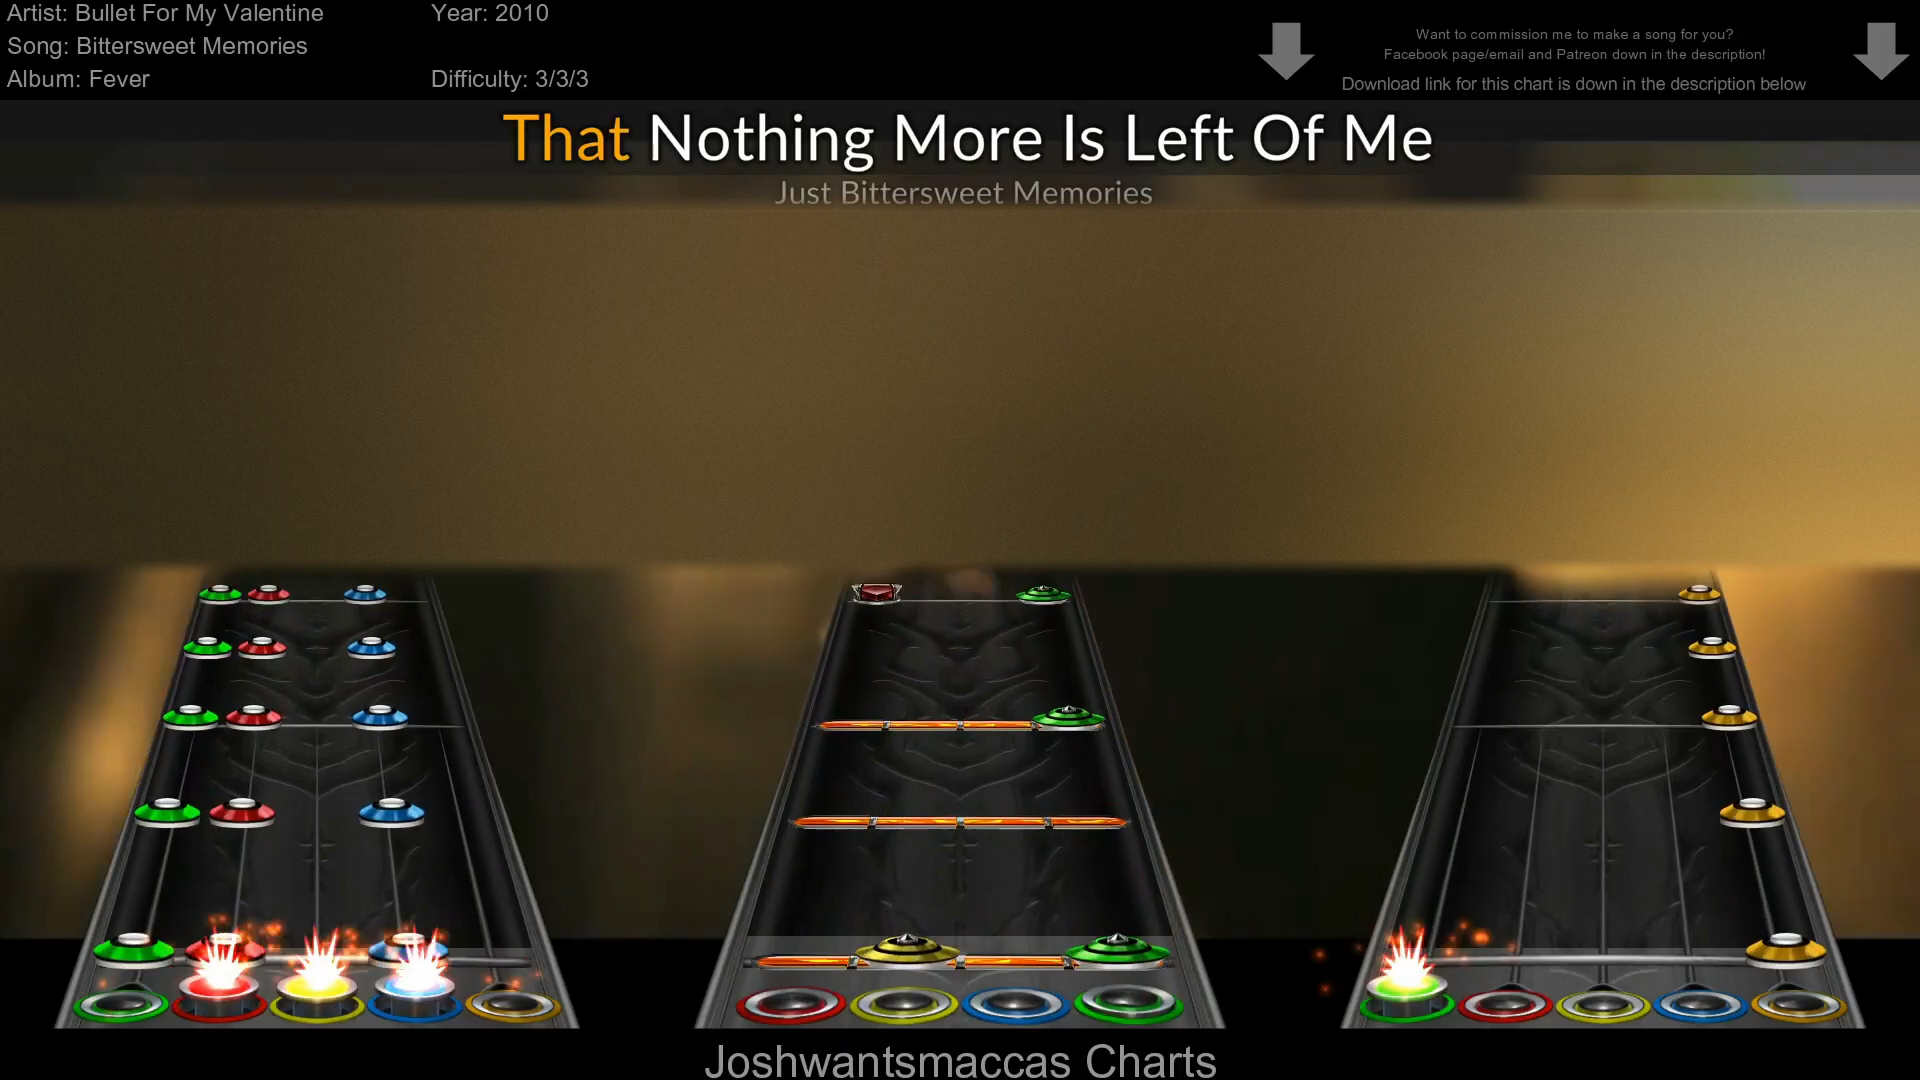 Artist: Bullet For My Valentine
Year: 2010
Song: Bittersweet Memories
Album: Fever
Difficulty: 3/3/3
Want to commission me to make a song for you?
Facebook page/email and Patreon down in the description!
Download link for this chart is down in the description below
That Nothing More Is Left Of Me
Just Bittersweet Memories
Joshwantsmaccas Charts